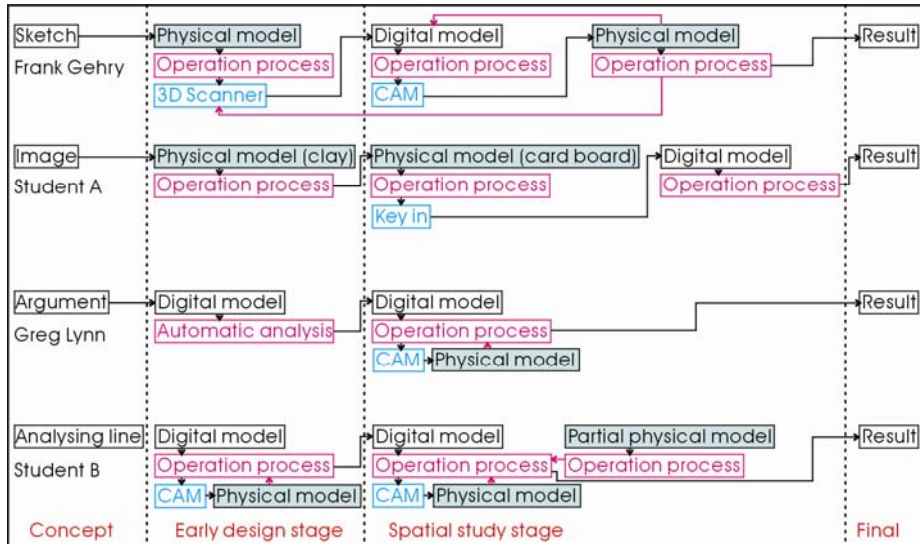 Sketch
Physical model
Digital model
Physical model
Result
Frank Gehry
Operation process
Operation process
Operation process
3D Scanner
CAM
Image
Physical model (clay)
Physical model (card board)
Digital model
Result
Student A
Operation process
Operation process
Operation process
Key in
Argument
Digital model
Digital model
Result
Greg Lynn
Automatic analysis
Operation process
CAM
Physical model
Analysing line
Digital model
Digital model
Partial physical model
Result
Student B
Operation process
Operation process
Operation process
CAM
Physical model
CAM
Physical model
Concept
Early design stage
Spatial study stage
Final